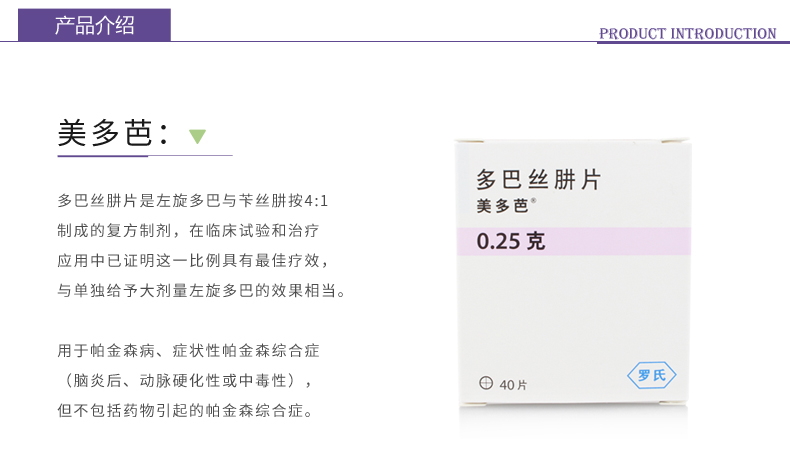 产品介绍
PRODUCT INTRODUCTION
美多芭：
多巴丝肼片是左旋多巴与苄丝肼按4:1
制成的复方制剂，在临床试验和治疗
应用中已证明这一比例具有最佳疗效，
与单独给予大剂量左旋多巴的效果相当。
用于帕金森病、症状性帕金森综合症
（脑炎后、动脉硬化性或中毒性），
但不包括药物引起的帕金森综合症。
多巴丝肼片
美多芭®
0.25 克
40 片
罗氏